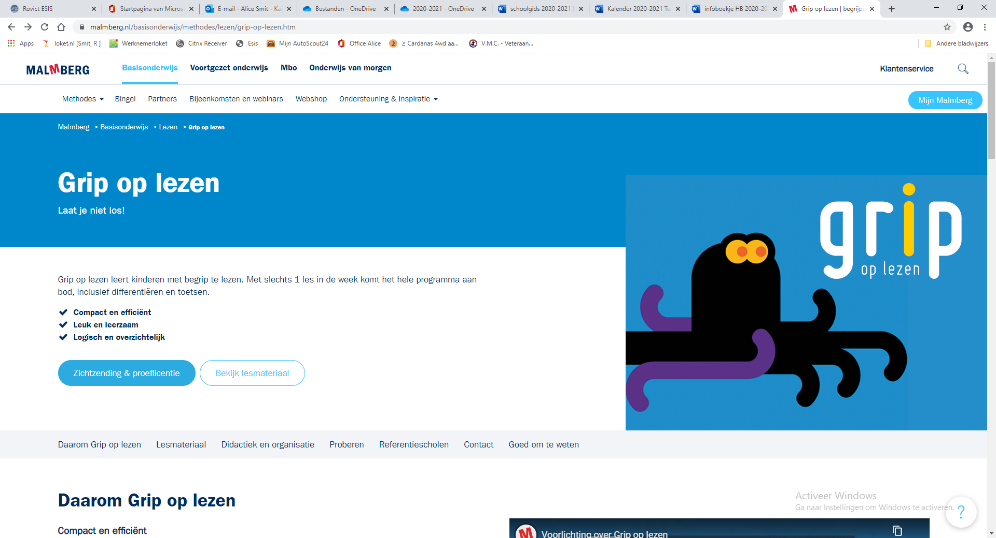 Rovict ESIS
Startpagina van Micros
E-mail - Alice Smit
Bestanden - OneDrive
2020-2021 - OneDrive
schoolgids 2020-2021
Kalender 2020-2021
infoboekje HB 2020-20
Grip op lezen | begrijp
malmberg.nl/basisonderwijs/methodes/lezen/grip-op-lezen.htm
Apps
loket.nl [Smit, R.]
Werknemerloket
Citrix Receiver
Esis
Mijn AutoScout24
Office Alice
V.M.C. - Veteraan...
Andere bladwijzers
MALMBERG
Basisonderwijs
Voortgezet onderwijs
Mbo
Onderwijs van morgen
Klantenservice
Methodes
Bingel
Partners
Bijeenkomsten en webinars
Webshop
Ondersteuning & inspiratie
Mijn Malmberg
Malmberg • Basisonderwijs • Lezen • Grip op lezen
Grip op lezen
Laat je niet los!
grip
op lezen
Grip op lezen leert kinderen met begrip te lezen. Met slechts 1 les in de week komt het hele programma aan
bod, inclusief differentiëren en toetsen.
Compact en efficiënt
Leuk en leerzaam
Logisch en overzichtelijk
Zichtzending & proeflicentie
Bekijk lesmateriaal
Daarom Grip op lezen
Lesmateriaal
Didactiek en organisatie
Proberen
Referentiescholen
Contact
Goed om te weten
Daarom Grip op lezen
Compact en efficiënt
Voorlichting over Grip op lezen
Activeer Windows
Ga naar Instellingen om Windows te activeren.
?